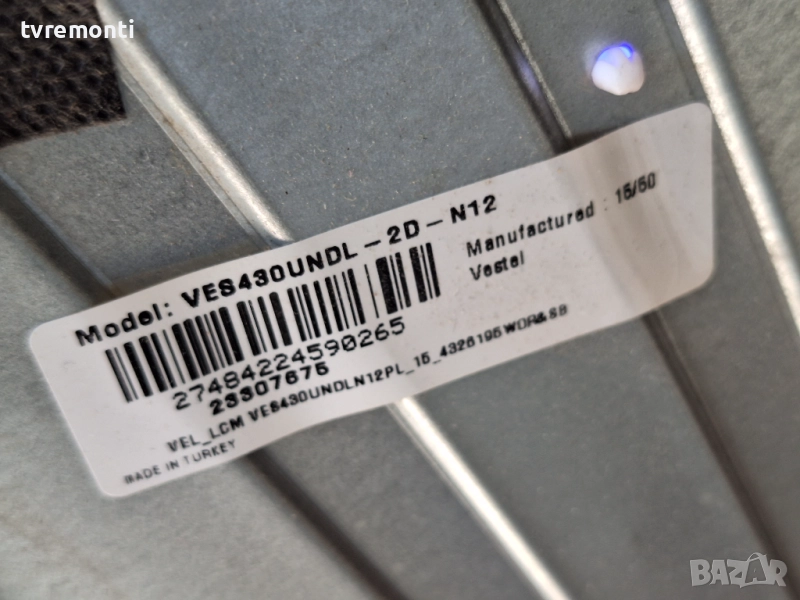 tvremonti
Model: VES430UNDL-2D-N12
Manufactured : 15/50
Vestel
27484224590265
23307675
VEL_LCM VES430UNDLN12PL_15_4326195WDR&SB
MADE IN TURKEY
BAZAR